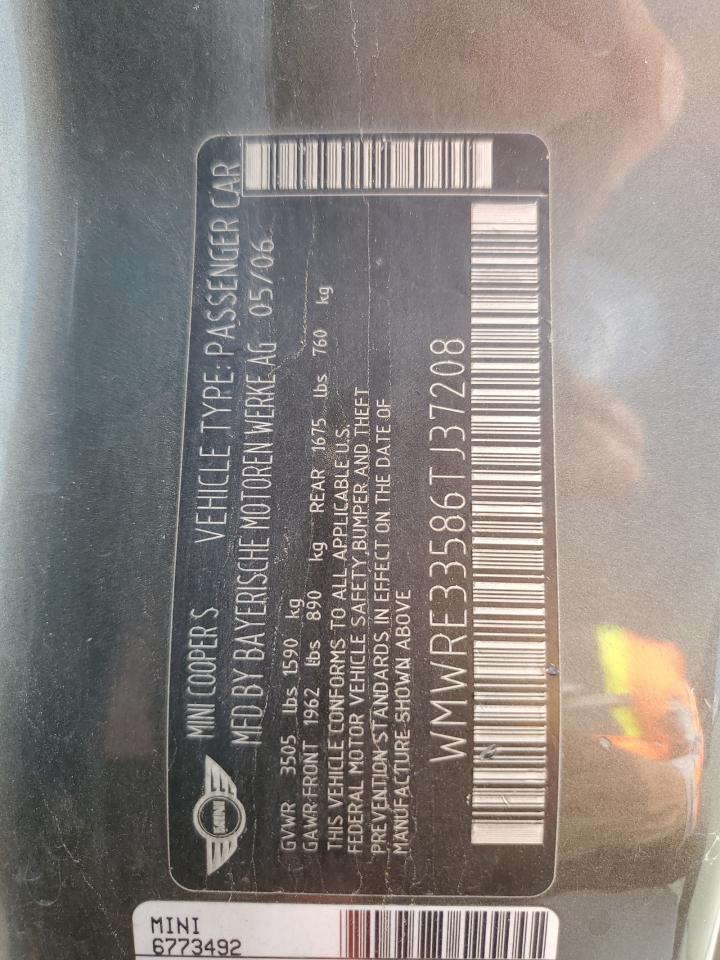 MINI COOPER S VEHICLE TYPE: PASSENGER CAR
MFD BY BAYERISCHE MOTOREN WERKE AG 05/06
GVWR 3505 lbs 1590 kg
GAWR-FRONT 1962 lbs 890 kg REAR 1675 lbs 760 kg
THIS VEHICLE CONFORMS TO ALL APPLICABLE U.S.
FEDERAL MOTOR VEHICLE SAFETY, BUMPER AND THEFT
PREVENTION STANDARDS IN EFFECT ON THE DATE OF
MANUFACTURE SHOWN ABOVE
WMWRE33586TJ37208
MINI
MINI
6773492